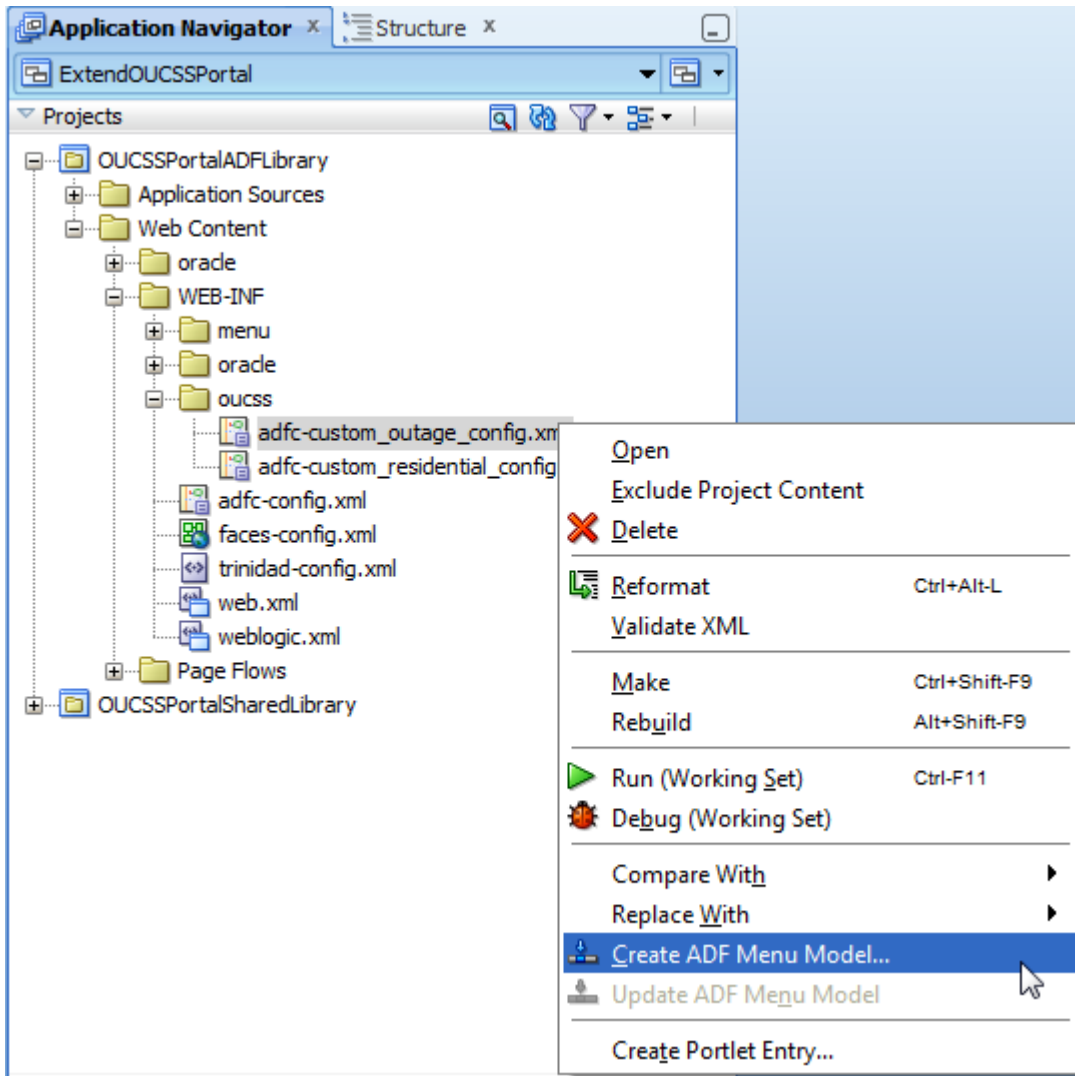 Application Navigator x Structure x
ExtendOUCSSPortal
Projects
OUCSSPortalADFLibrary
Application Sources
Web Content
oracle
WEB-INF
menu
oracle
oucss
adfc-custom_outage_config.xm
adfc-custom_residential_config
adfc-config.xml
faces-config.xml
trinidad-config.xml
web.xml
weblogic.xml
Page Flows
OUCSSPortalSharedLibrary
Open
Exclude Project Content
Delete
Reformat Ctrl+Alt-L
Validate XML
Make Ctrl+Shift-F9
Rebuild Alt+Shift-F9
Run (Working Set) Ctrl-F11
Debug (Working Set)
Compare With
Replace With
Create ADF Menu Model...
Update ADF Menu Model
Create Portlet Entry...